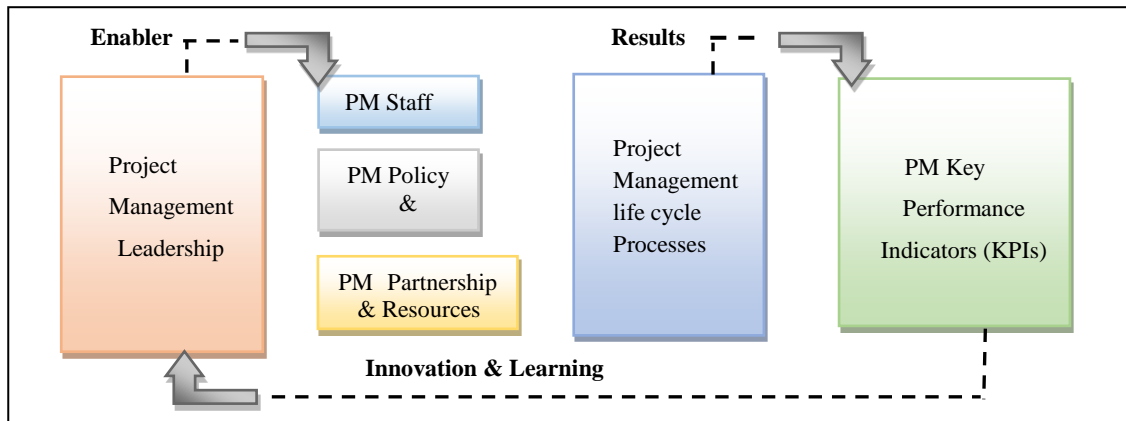 Enabler
Results
PM Staff
Project
Management
Leadership
PM Policy
&
PM Partnership
& Resources
Project
Management
life cycle
Processes
PM Key
Performance
Indicators (KPIs)
Innovation & Learning